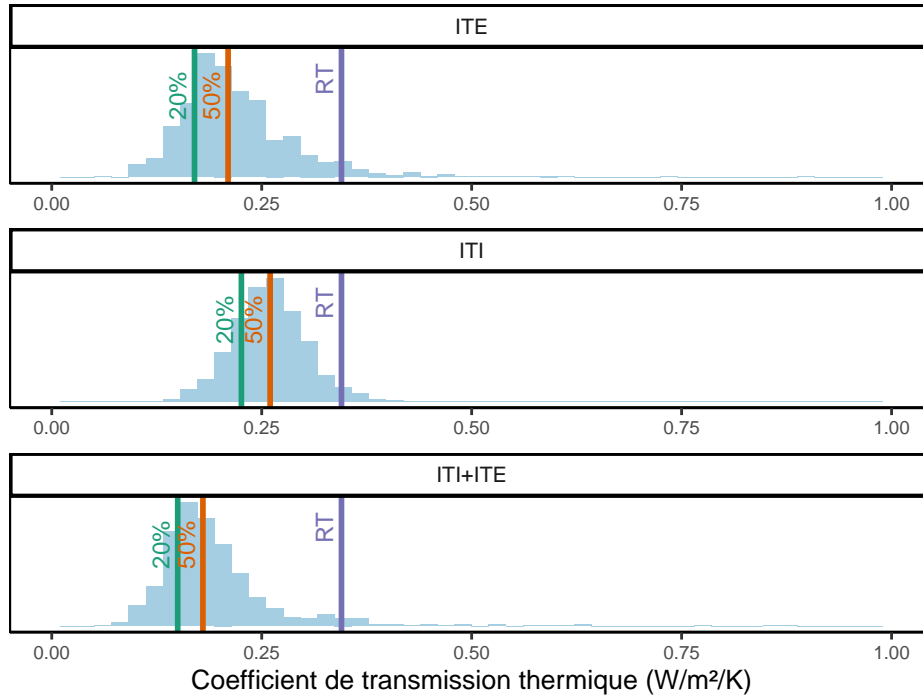 ITE
20%
50%
RT
0.00 0.25 0.50 0.75 1.00
ITI
20%
50%
RT
0.00 0.25 0.50 0.75 1.00
ITI+ITE
20%
50%
RT
0.00 0.25 0.50 0.75 1.00
Coefficient de transmission thermique (W/m²/K)